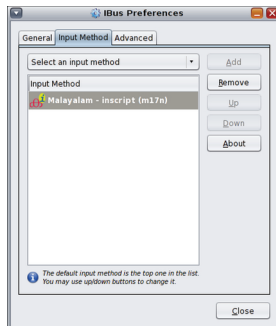 IBus Preferences
General Input Method Advanced
Select an input method
Add
Input Method
Remove
Malayalam - inscript (m17n)
Up
Down
About
The default input method is the top one in the list.
You may use up/down buttons to change it.
Close